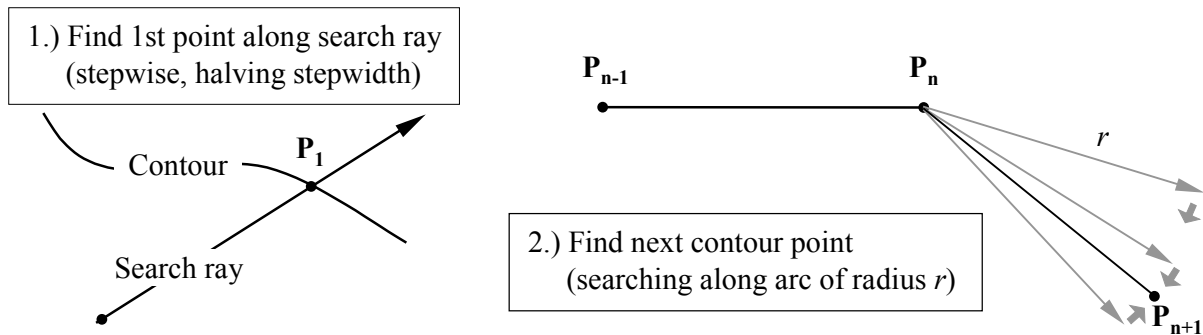 1.) Find 1st point along search ray
(stepwise, halving stepwidth)
P1
Contour
Search ray
Pn-1
Pn
r
2.) Find next contour point
(searching along arc of radius r)
Pn+1